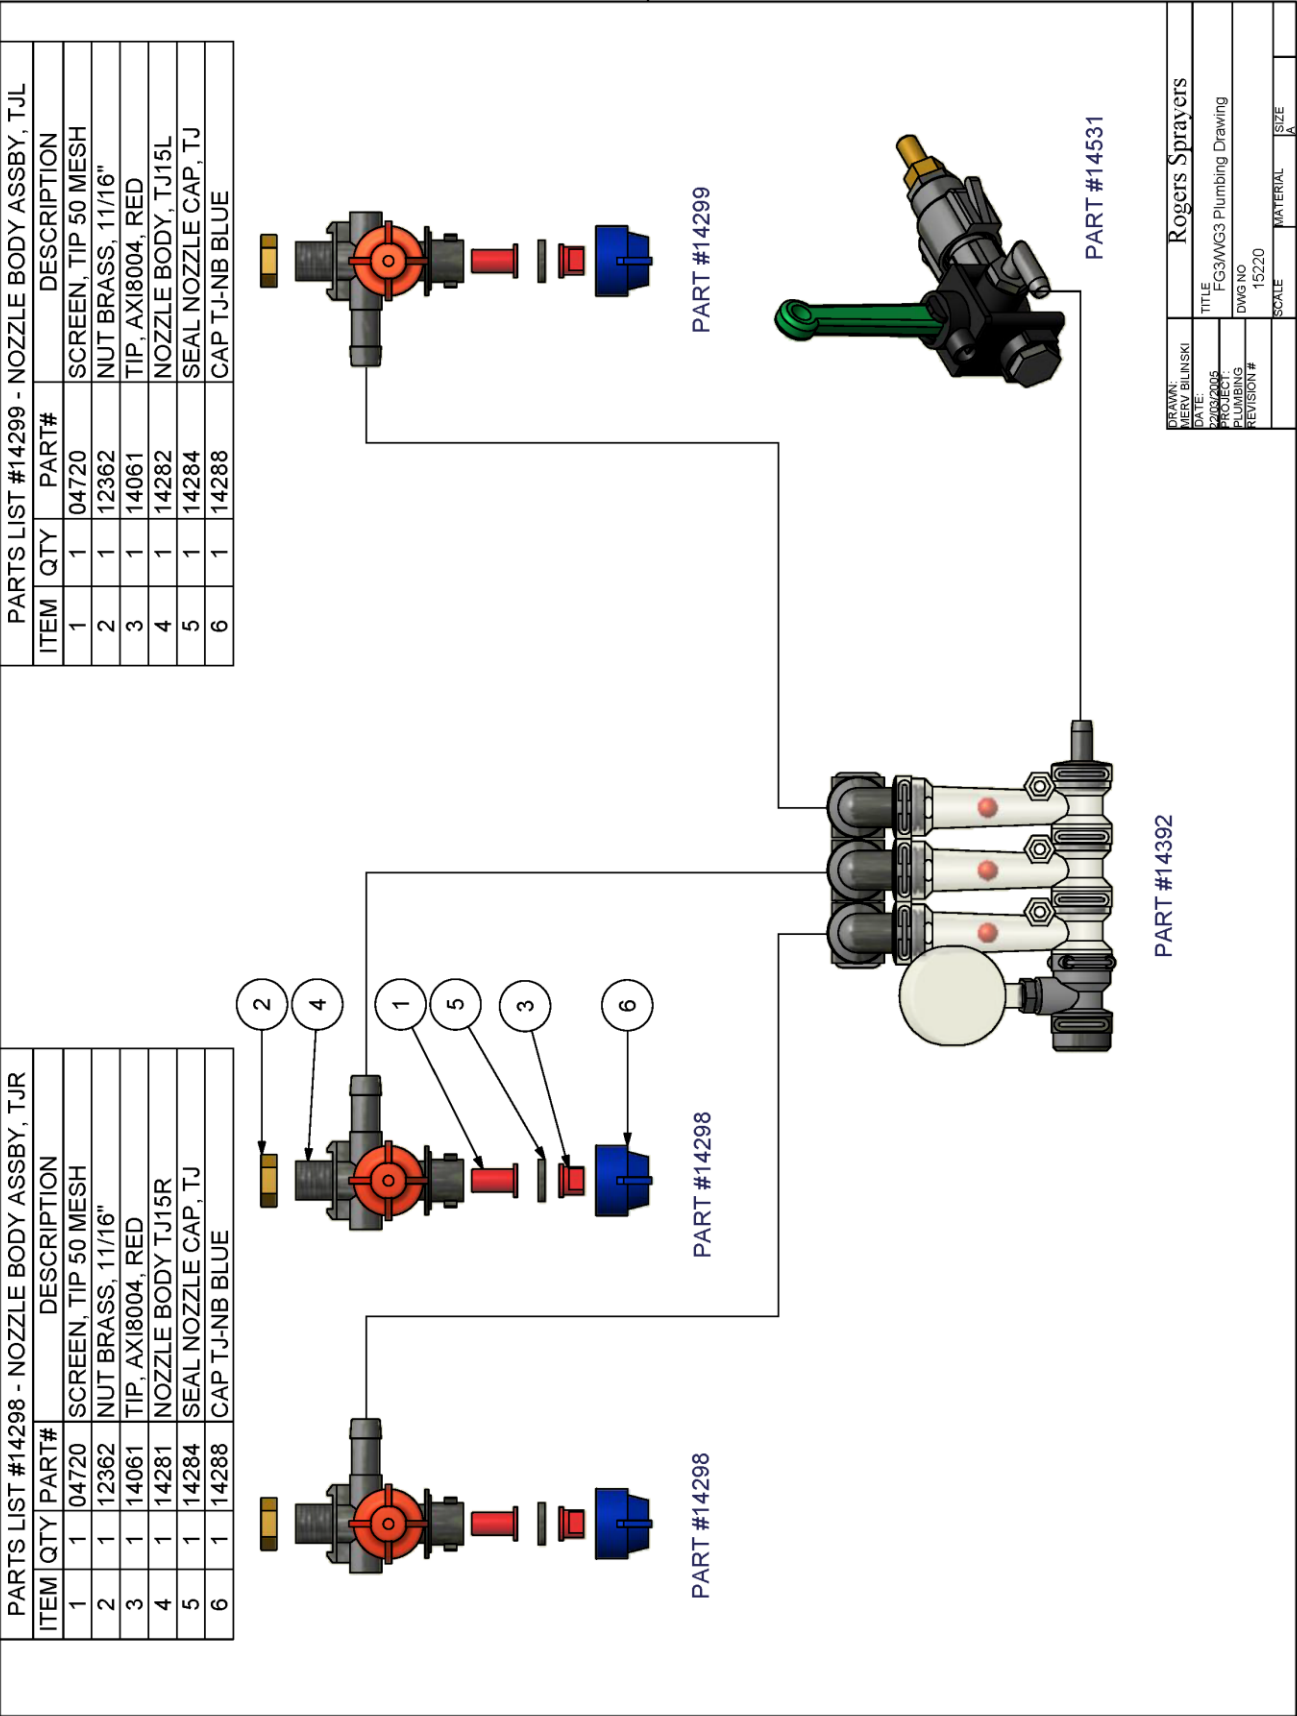 PARTS LIST #14298 - NOZZLE BODY ASSBY, TJR
ITEM QTY PART# DESCRIPTION
1 1 04720 SCREEN, TIP 50 MESH
2 1 12362 NUT BRASS, 11/16"
3 1 14061 TIP, AXI8004, RED
4 1 14281 NOZZLE BODY TJ15R
5 1 14284 SEAL NOZZLE CAP , TJ
6 1 14288 CAP TJ-NB BLUE
PARTS LIST #14299 - NOZZLE BODY ASSBY, TJL
ITEM QTY PART# DESCRIPTION
1 1 04720 SCREEN, TIP 50 MESH
2 1 12362 NUT BRASS, 11/16"
3 1 14061 TIP, AXI8004, RED
4 1 14282 NOZZLE BODY, TJ15L
5 1 14284 SEAL NOZZLE CAP, TJ
6 1 14288 CAP TJ-NB BLUE
2
4
1
5
3
6
PART #14298
PART #14298
PART #14299
PART #14392
PART #14531
DRAWN:
MERV BILINSKI
DATE:
22/03/2005
PROJECT:
PLUMBING
REVISION #
Rogers Sprayers
TITLE
FG3/WG3 Plumbing Drawing
DWG NO
15220
SCALE MATERIAL SIZE
A